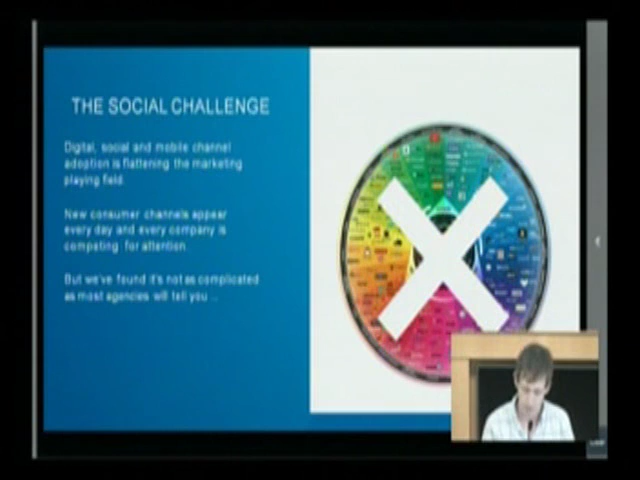 THE SOCIAL CHALLENGE
Digital, social and mobile channel
adoption is flattening the marketing
playing field.
New consumer channels appear
every day and every company is
competing for attention
But we've found it's not as complicated
as most agencies will tell you ...